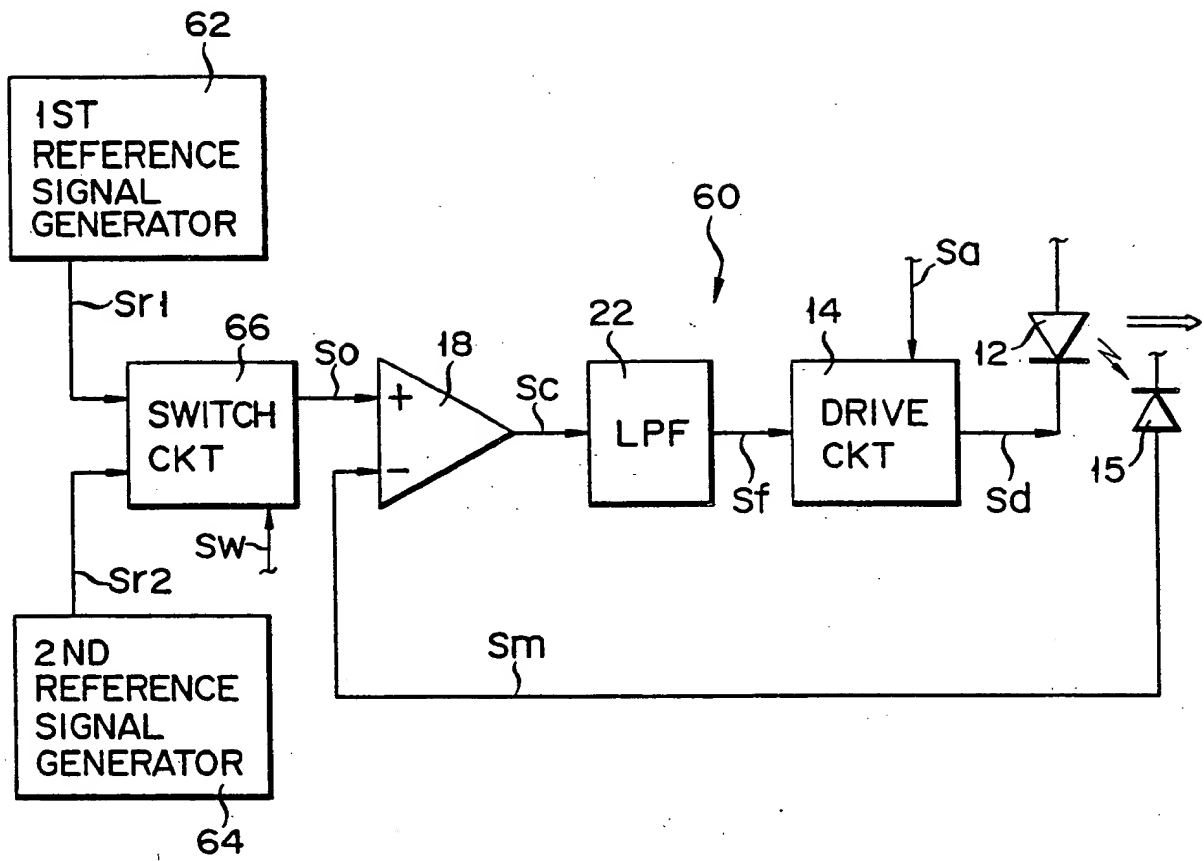 62
1ST
REFERENCE
SIGNAL
GENERATOR
Sr1
60
Sa
66
So
18
22
14
12
SWITCH
CKT
+
-
Sc
LPF
Sf
DRIVE
CKT
Sd
15
Sw
Sr2
Sm
2ND
REFERENCE
SIGNAL
GENERATOR
64